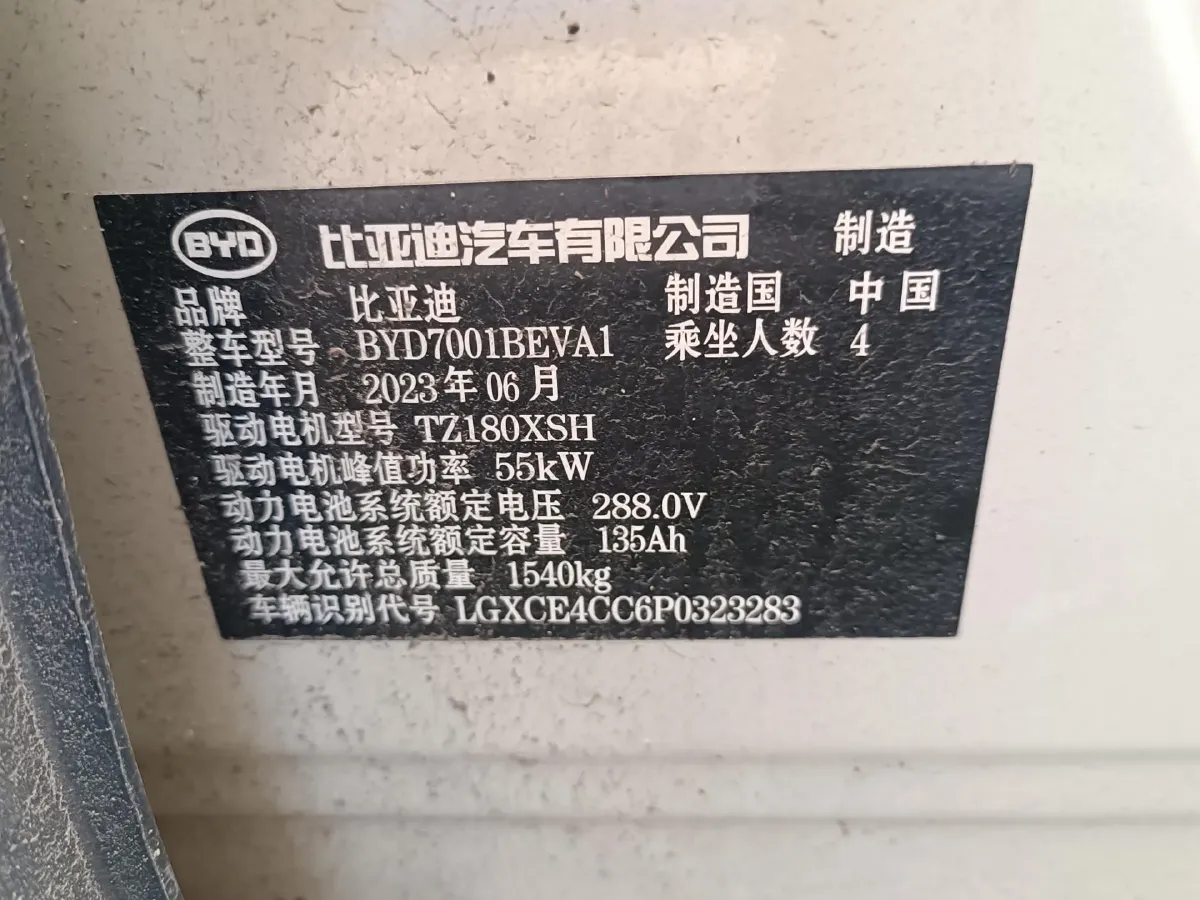 BYD 比亚迪汽车有限公司 制造
品牌 比亚迪 制造国 中国
整车型号 BYD7001BEVA1 乘坐人数 4
制造年月 2023年06月
驱动电机型号 TZ180XSH
驱动电机峰值功率 55kW
动力电池系统额定电压 288.0V
动力电池系统额定容量 135Ah
最大允许总质量 1540kg
车辆识别代号 LGXCE4CC6P0323283